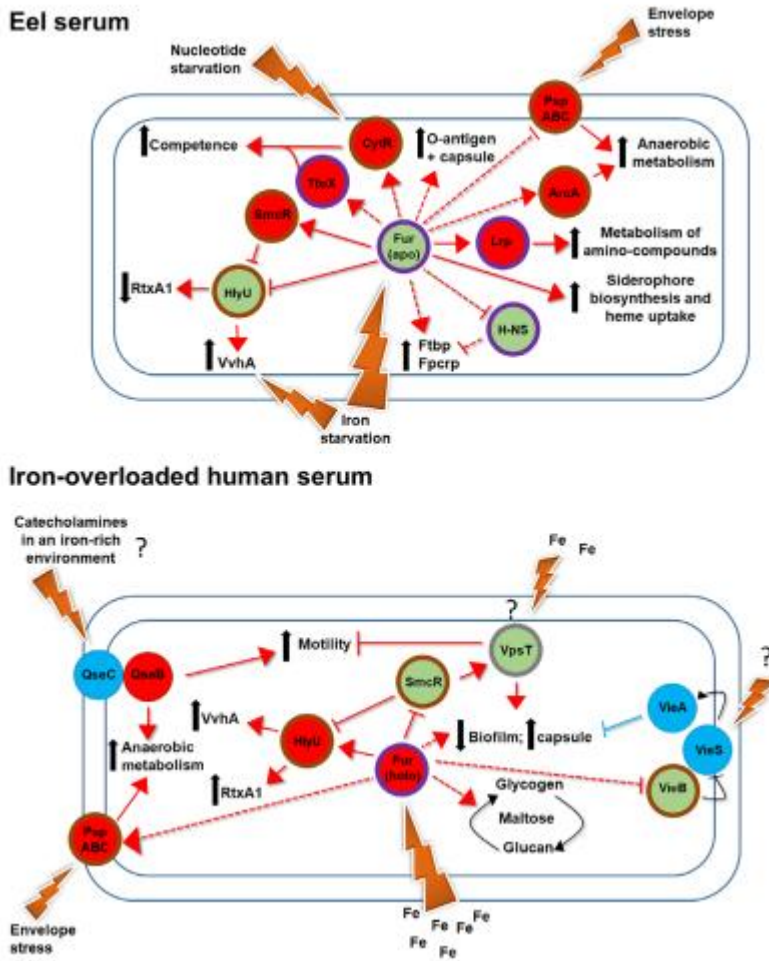 Eel serum
Envelope
stress
Nucleotide
starvation
Psp
ABC
Competence
CytR
O-antigen
+ capsule
Anaerobic
metabolism
TfoX
ArcA
SmcR
Fur
(apo)
Lrp
Metabolism of
amino-compounds
RtxA1
HlyU
Siderophore
biosynthesis and
heme uptake
H-NS
Ftbp
Fpcrp
VvhA
Iron
starvation
Iron-overloaded human serum
Catecholamines
in an iron-rich
environment
?
Fe
Fe
?
Motility
VpsT
QseC
QseB
SmcR
?
VvhA
VieA
HlyU
Biofilm;
capsule
VieS
Anaerobic
metabolism
Fur
(holo)
RtxA1
Glycogen
VieB
Maltose
Psp
ABC
Glucan
Envelope
stress
Fe
Fe
Fe
Fe
Fe
Fe